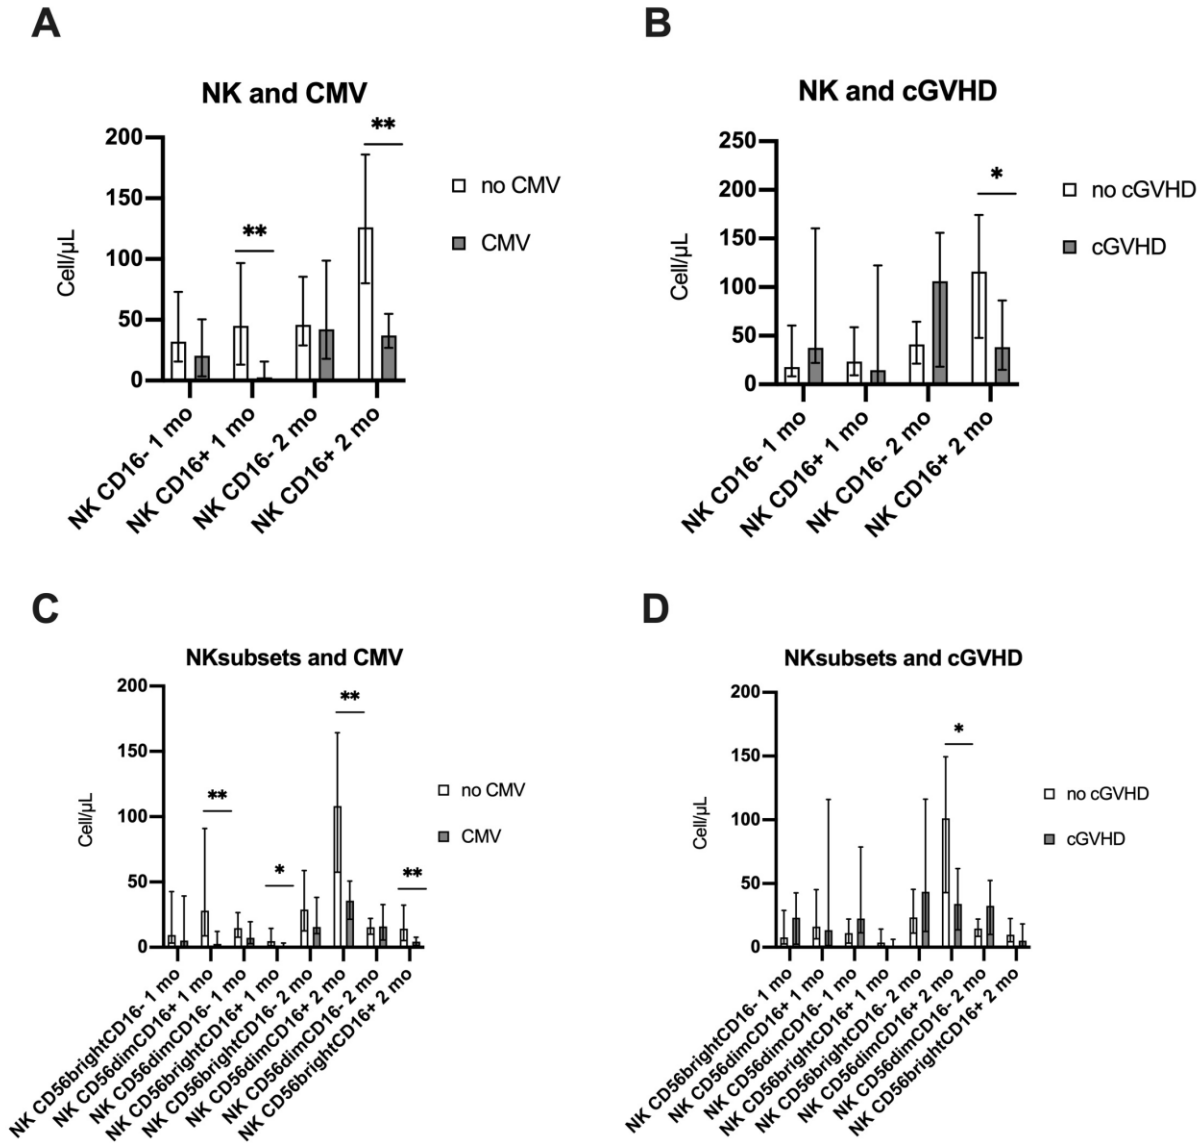 A
NK and CMV
**
200
150
100
50
0
Cell/µL
**
no CMV
CMV
NK CD16- 1 mo
NK CD16+ 1 mo
NK CD16- 2 mo
NK CD16+ 2 mo
B
NK and cGVHD
250
200
150
100
50
0
Cell/µL
*
no cGVHD
cGVHD
NK CD16- 1 mo
NK CD16+ 1 mo
NK CD16- 2 mo
NK CD16+ 2 mo
C
NKsubsets and CMV
200
150
100
50
0
Cell/µL
**
*
**
**
no CMV
CMV
NK CD56brightCD16- 1 mo
NK CD56dimCD16+ 1 mo
NK CD56dimCD16- 1 mo
NK CD56brightCD16+ 1 mo
NK CD56brightCD16- 2 mo
NK CD56dimCD16+ 2 mo
NK CD56dimCD16- 2 mo
NK CD56brightCD16+ 2 mo
D
NKsubsets and cGVHD
200
150
100
50
0
Cell/µL
*
no cGVHD
cGVHD
NK CD56brightCD16- 1 mo
NK CD56dimCD16+ 1 mo
NK CD56dimCD16- 1 mo
NK CD56brightCD16+ 1 mo
NK CD56brightCD16- 2 mo
NK CD56dimCD16+ 2 mo
NK CD56dimCD16- 2 mo
NK CD56brightCD16+ 2 mo